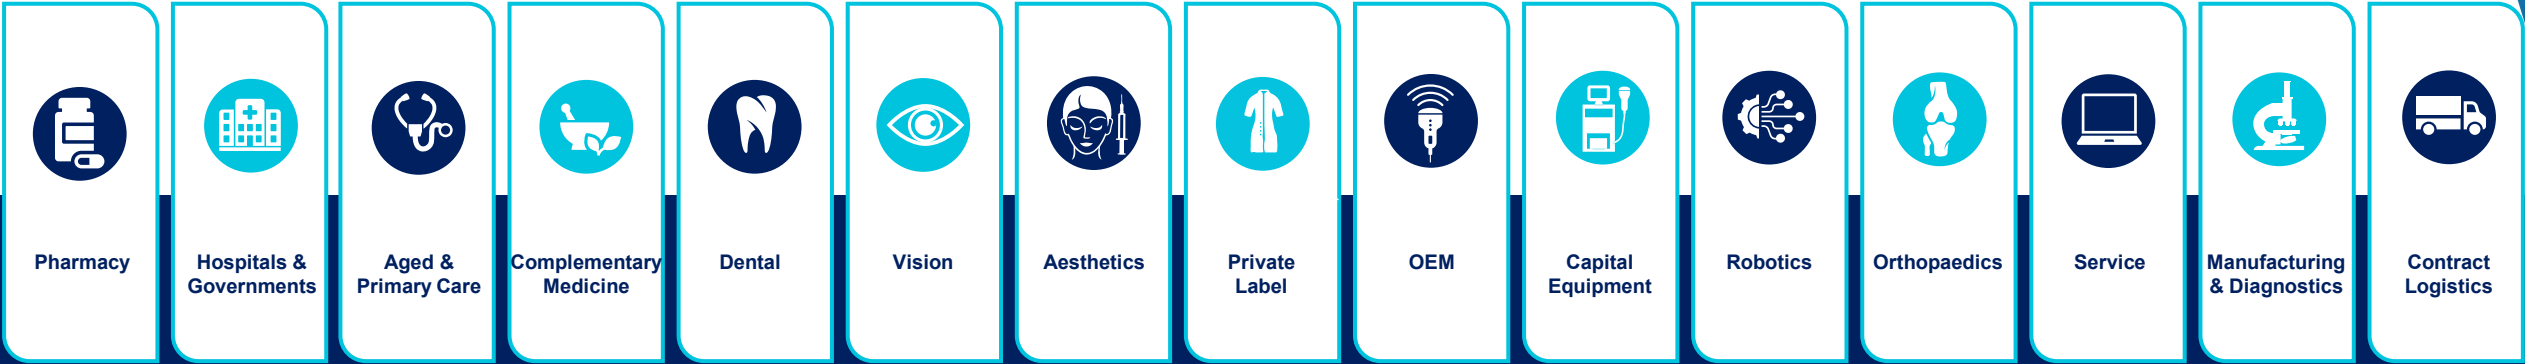 Pharmacy
Hospitals &
Governments
Aged &
Primary Care
Complementary
Medicine
Dental
Vision
Aesthetics
Private
Label
OEM
Capital
Equipment
Robotics
Orthopaedics
Service
Manufacturing
& Diagnostics
Contract
Logistics